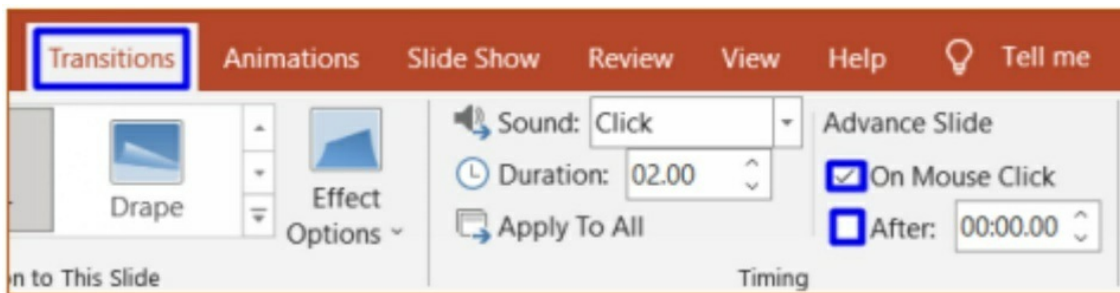 Transitions Animations Slide Show Review View Help Tell me
Sound: Click Advance Slide
Duration: 02.00 On Mouse Click
Drape Effect Options Apply To All After: 00:00.00
n to This Slide Timing